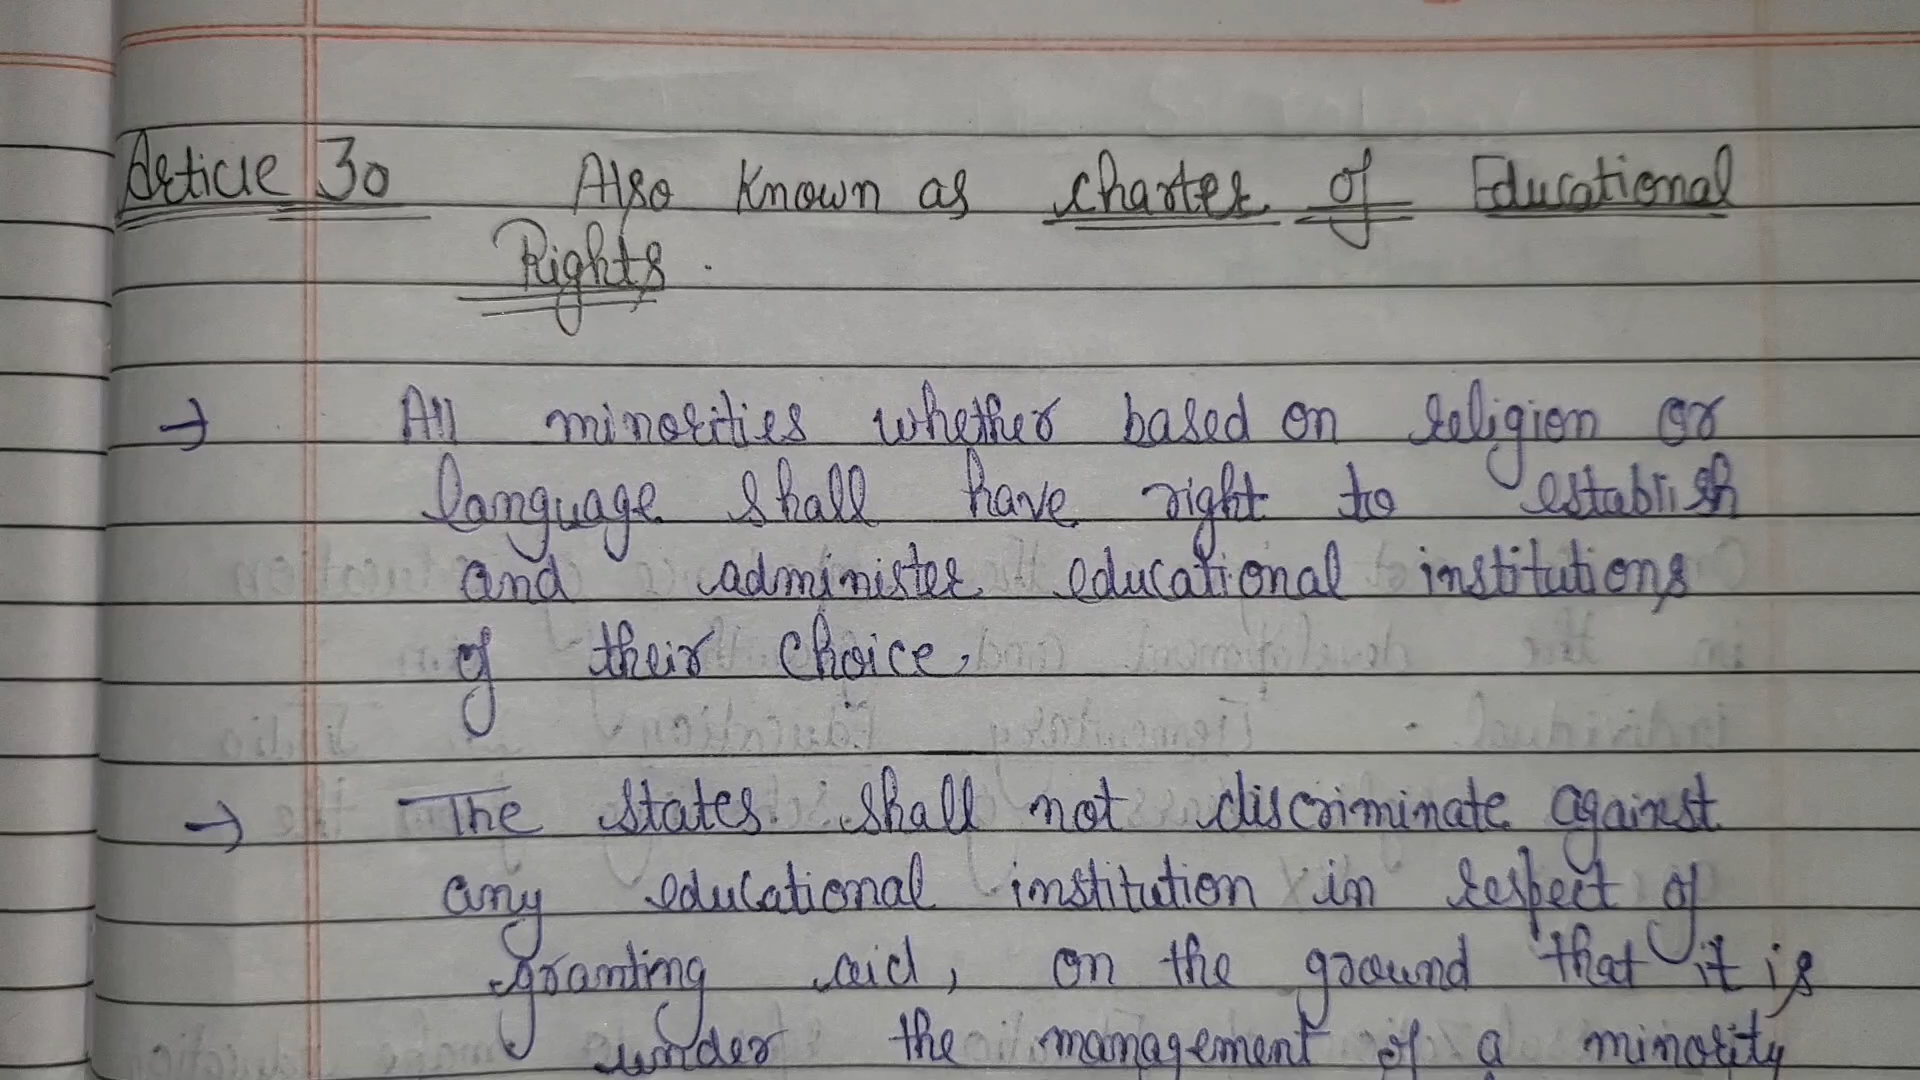 Article 30 Also Known as charter of Educational
Rights.
→ All minorities whether based on religion or
language shall have right to establish
and administer educational institutions
of their choice.
→ The states shall not discriminate against
any educational institution in respect of
granting aid, on the ground that it is
under the management of a minority